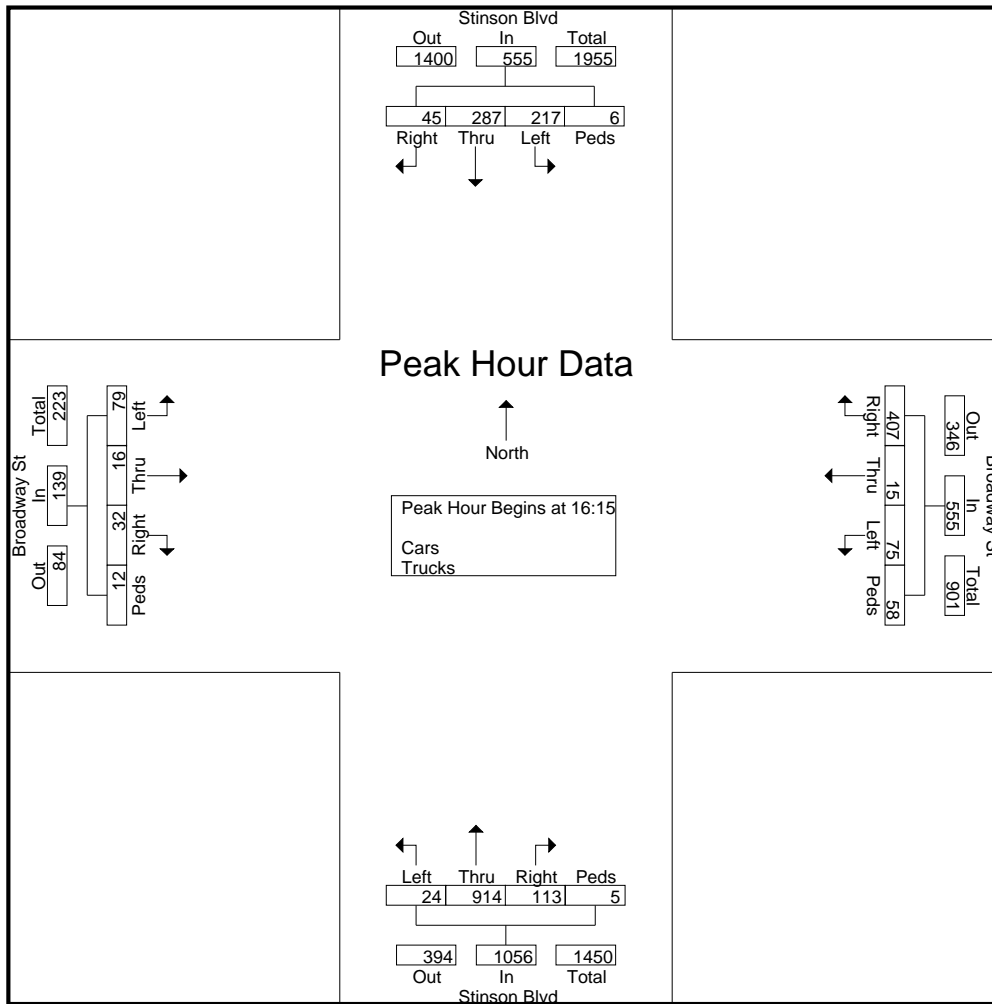 Stinson Blvd
Out In Total
1400 555 1955
45 287 217 6
Right Thru Left Peds
Peak Hour Data
North
Peak Hour Begins at 16:15
Cars
Trucks
Broadway St
Total In Out
223 139 84
79 16 32 12
Left Thru Right Peds
Broadway St
Out In Total
346 555 901
407 15 75 58
Right Thru Left Peds
Left Thru Right Peds
24 914 113 5
394 1056 1450
Out In Total
Stinson Blvd